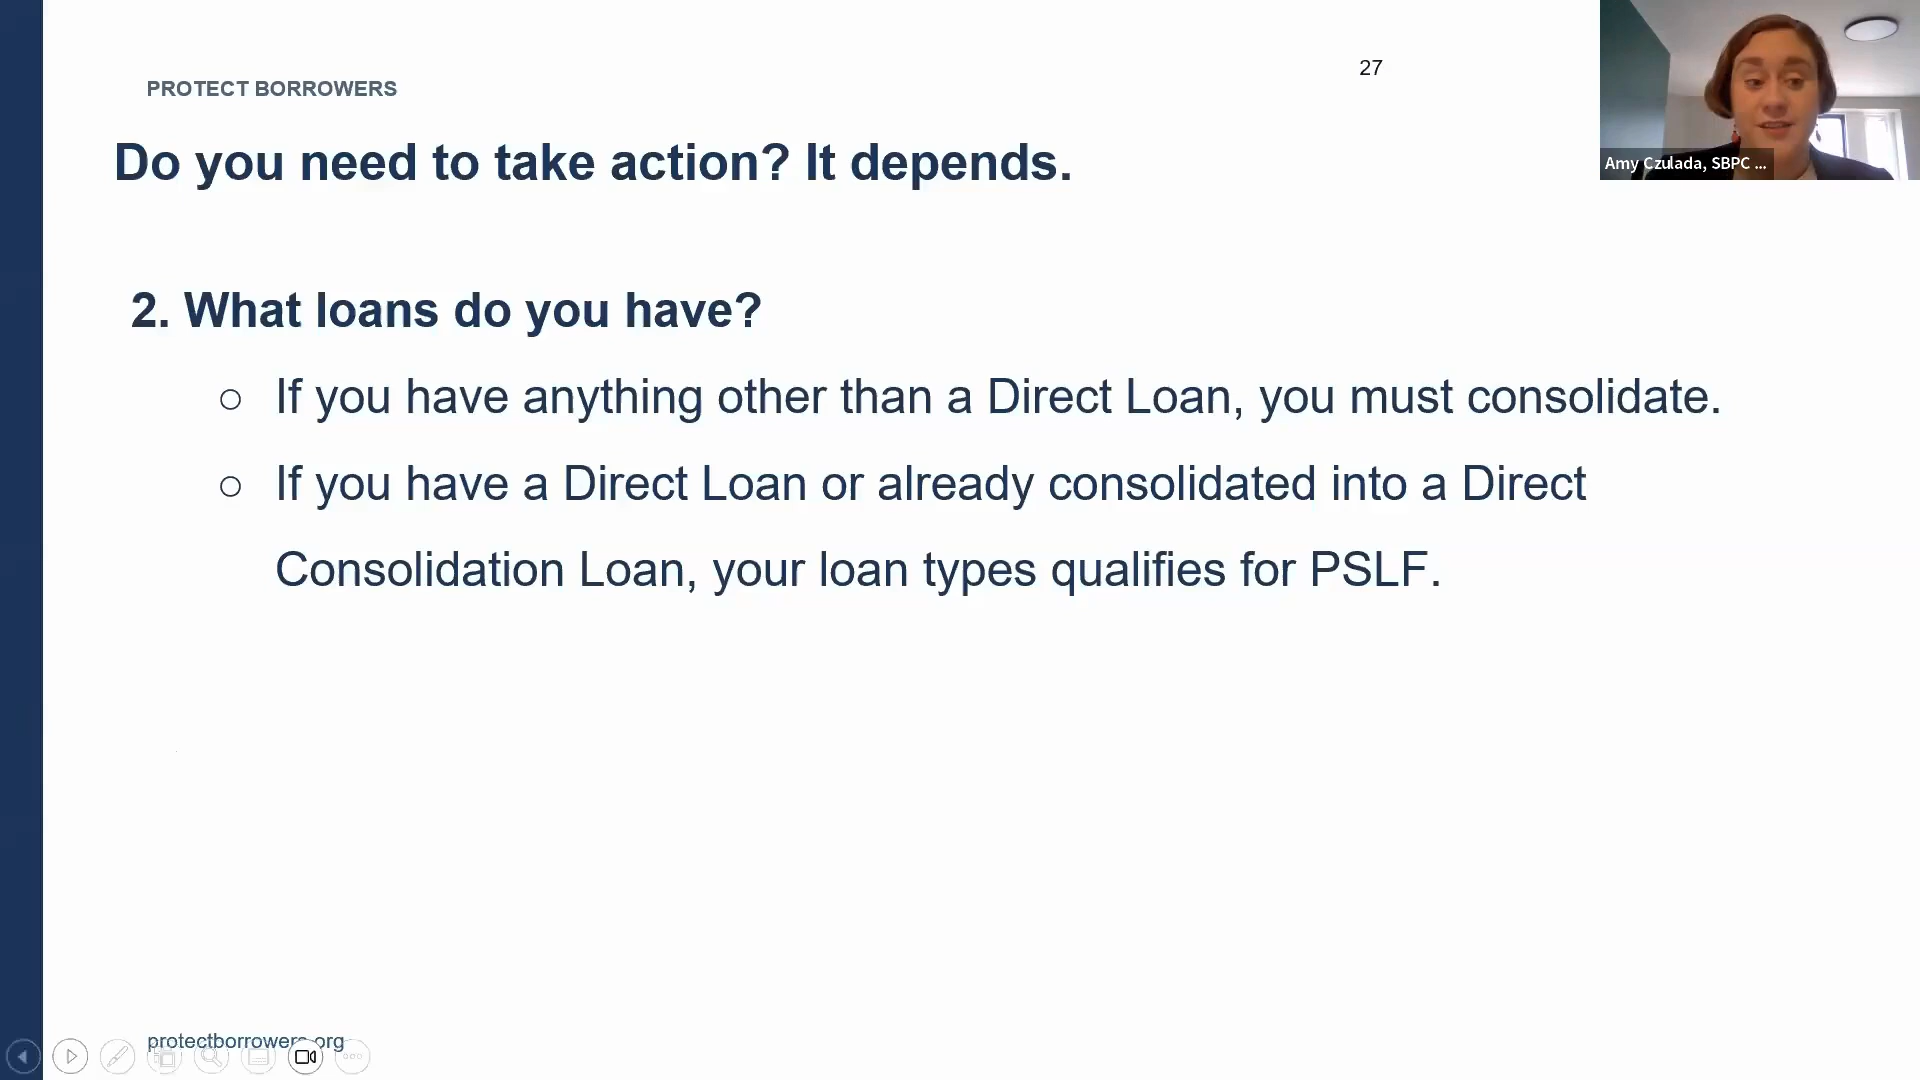 27
PROTECT BORROWERS
Do you need to take action? It depends.
Amy Czulada, SBPC ...
2. What loans do you have?
○ If you have anything other than a Direct Loan, you must consolidate.
○ If you have a Direct Loan or already consolidated into a Direct
Consolidation Loan, your loan types qualifies for PSLF.
protectborrowers.org